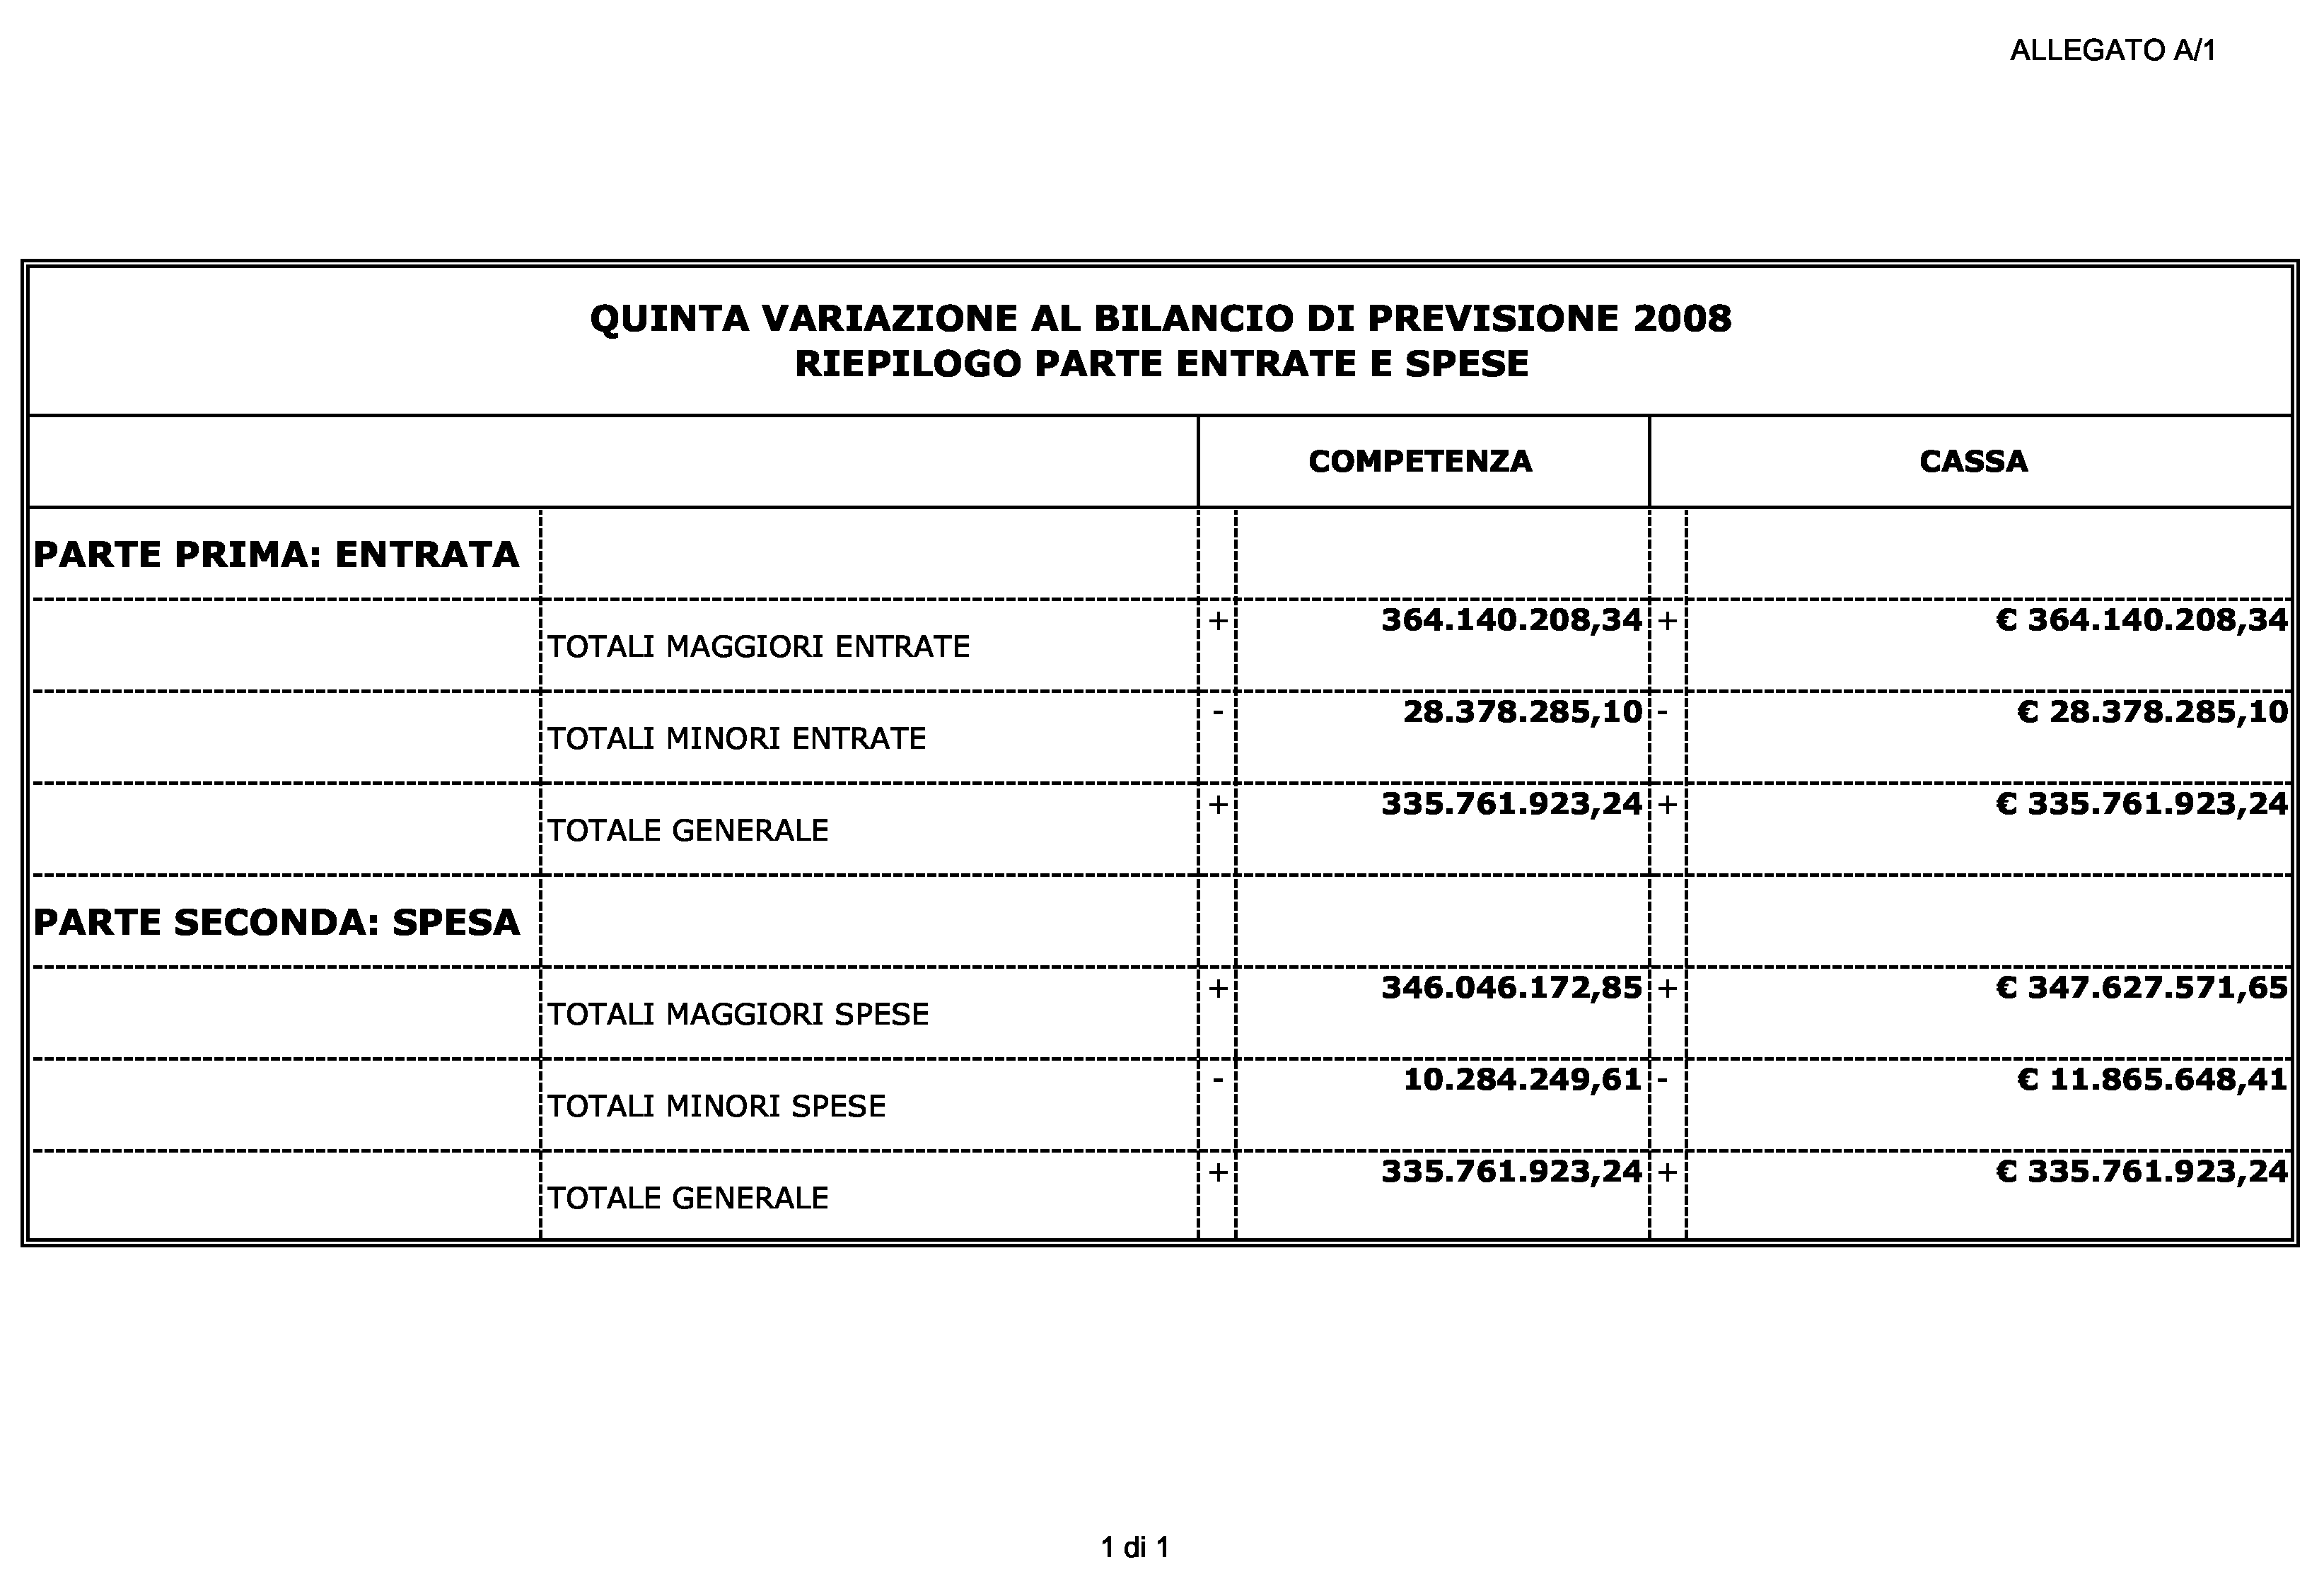 ALLEGATO A/1
QUINTA VARIAZIONE AL BILANCIO DI PREVISIONE 2008
RIEPILOGO PARTE ENTRATE E SPESE
COMPETENZA CASSA
PARTE PRIMA: ENTRATA
TOTALI MAGGIORI ENTRATE + 364.140.208,34 + € 364.140.208,34
TOTALI MINORI ENTRATE - 28.378.285,10 - € 28.378.285,10
TOTALE GENERALE + 335.761.923,24 + € 335.761.923,24
PARTE SECONDA: SPESA
TOTALI MAGGIORI SPESE + 346.046.172,85 + € 347.627.571,65
TOTALI MINORI SPESE - 10.284.249,61 - € 11.865.648,41
TOTALE GENERALE + 335.761.923,24 + € 335.761.923,24
1 di 1